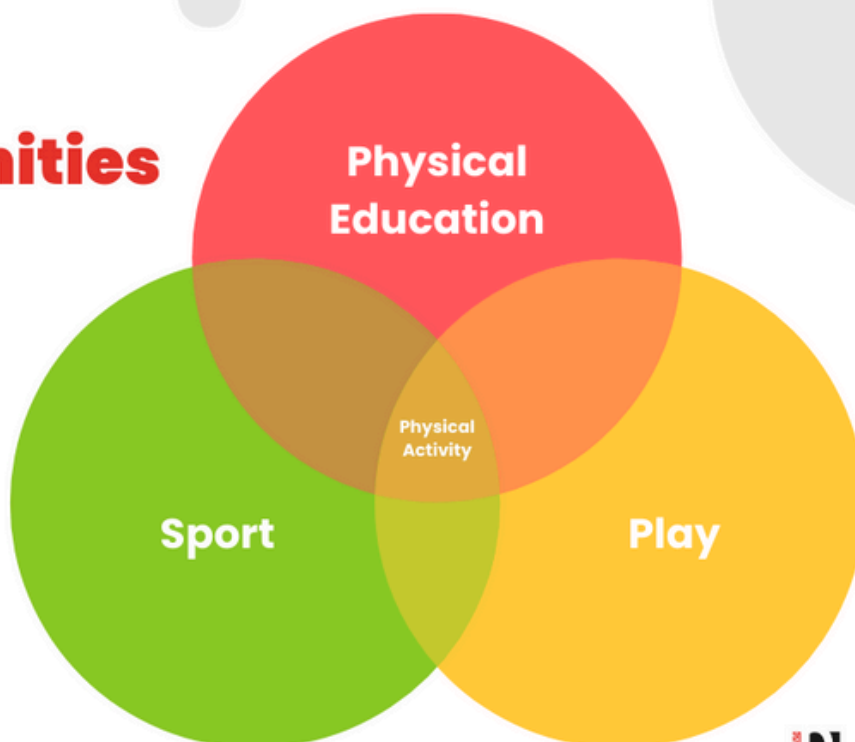 nities
Physical
Education
Physical
Activity
Sport
Play